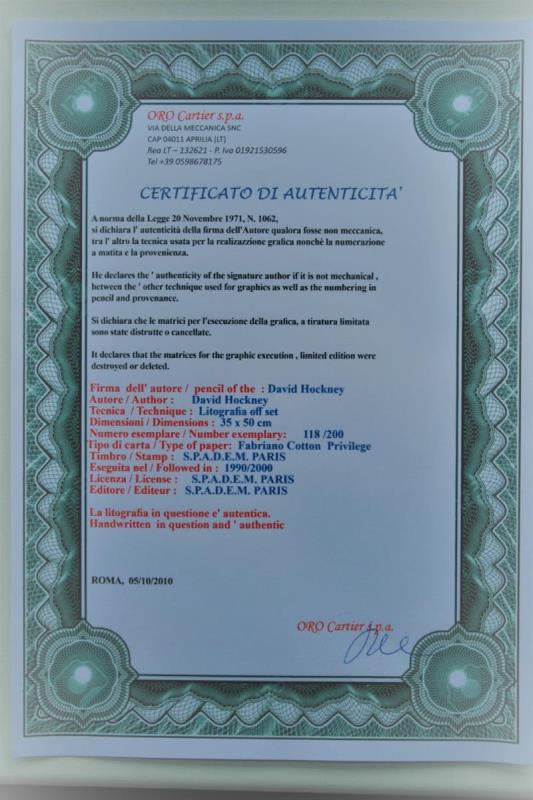 ORO Cartier s.p.a.
VIA DELLA MECCANICA SNC
CAP 04011 APRILIA (LT)
Rea LT – 132621 - P. Iva 01921530596
Tel +39 0598678175
CERTIFICATO DI AUTENTICITA'
A norma della Legge 20 Novembre 1971, N. 1062,
si dichiara l' autenticità della firma dell'Autore qualora fosse non meccanica,
tra l' altro la tecnica usata per la realizazzione grafica nonchè la numerazione
a matita e la provenienza.
He declares the ' authenticity of the signature author if it is not mechanical ,
between the ' other technique used for graphics as well as the numbering in
pencil and provenance.
Si dichiara che le matrici per l'esecuzione della grafica, a tiratura limitata
sono state distrutte o cancellate.
It declares that the matrices for the graphic execution , limited edition were
destroyed or deleted.
Firma dell' autore / pencil of the : David Hockney
Autore / Author : David Hockney
Tecnica / Technique : Litografia off set
Dimensioni / Dimensions : 35 x 50 cm
Numero esemplare / Number exemplary: 118 /200
Tipo di carta / Type of paper: Fabriano Cotton Privilege
Timbro / Stamp : S.P.A.D.E.M. PARIS
Eseguita nel / Followed in : 1990/2000
Licenza / License : S.P.A.D.E.M. PARIS
Editore / Editeur : S.P.A.D.E.M. PARIS
La litografia in questione e' autentica.
Handwritten in question and ' authentic
ROMA, 05/10/2010
ORO Cartier s.p.a.